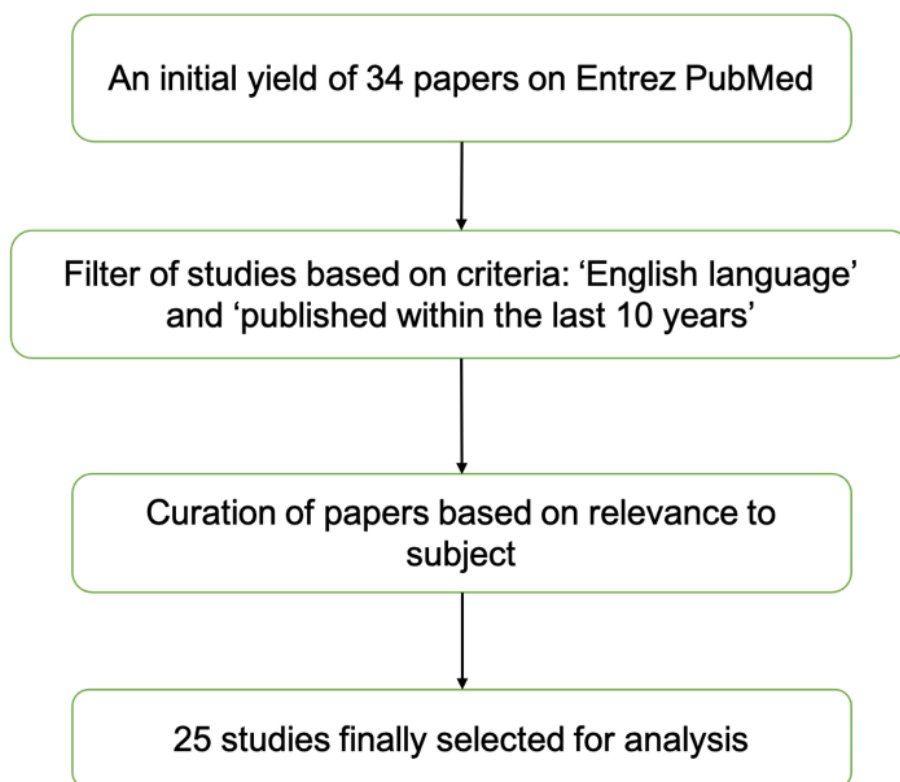 An initial yield of 34 papers on Entrez PubMed
Filter of studies based on criteria: ‘English language’
and ‘published within the last 10 years’
Curation of papers based on relevance to
subject
25 studies finally selected for analysis